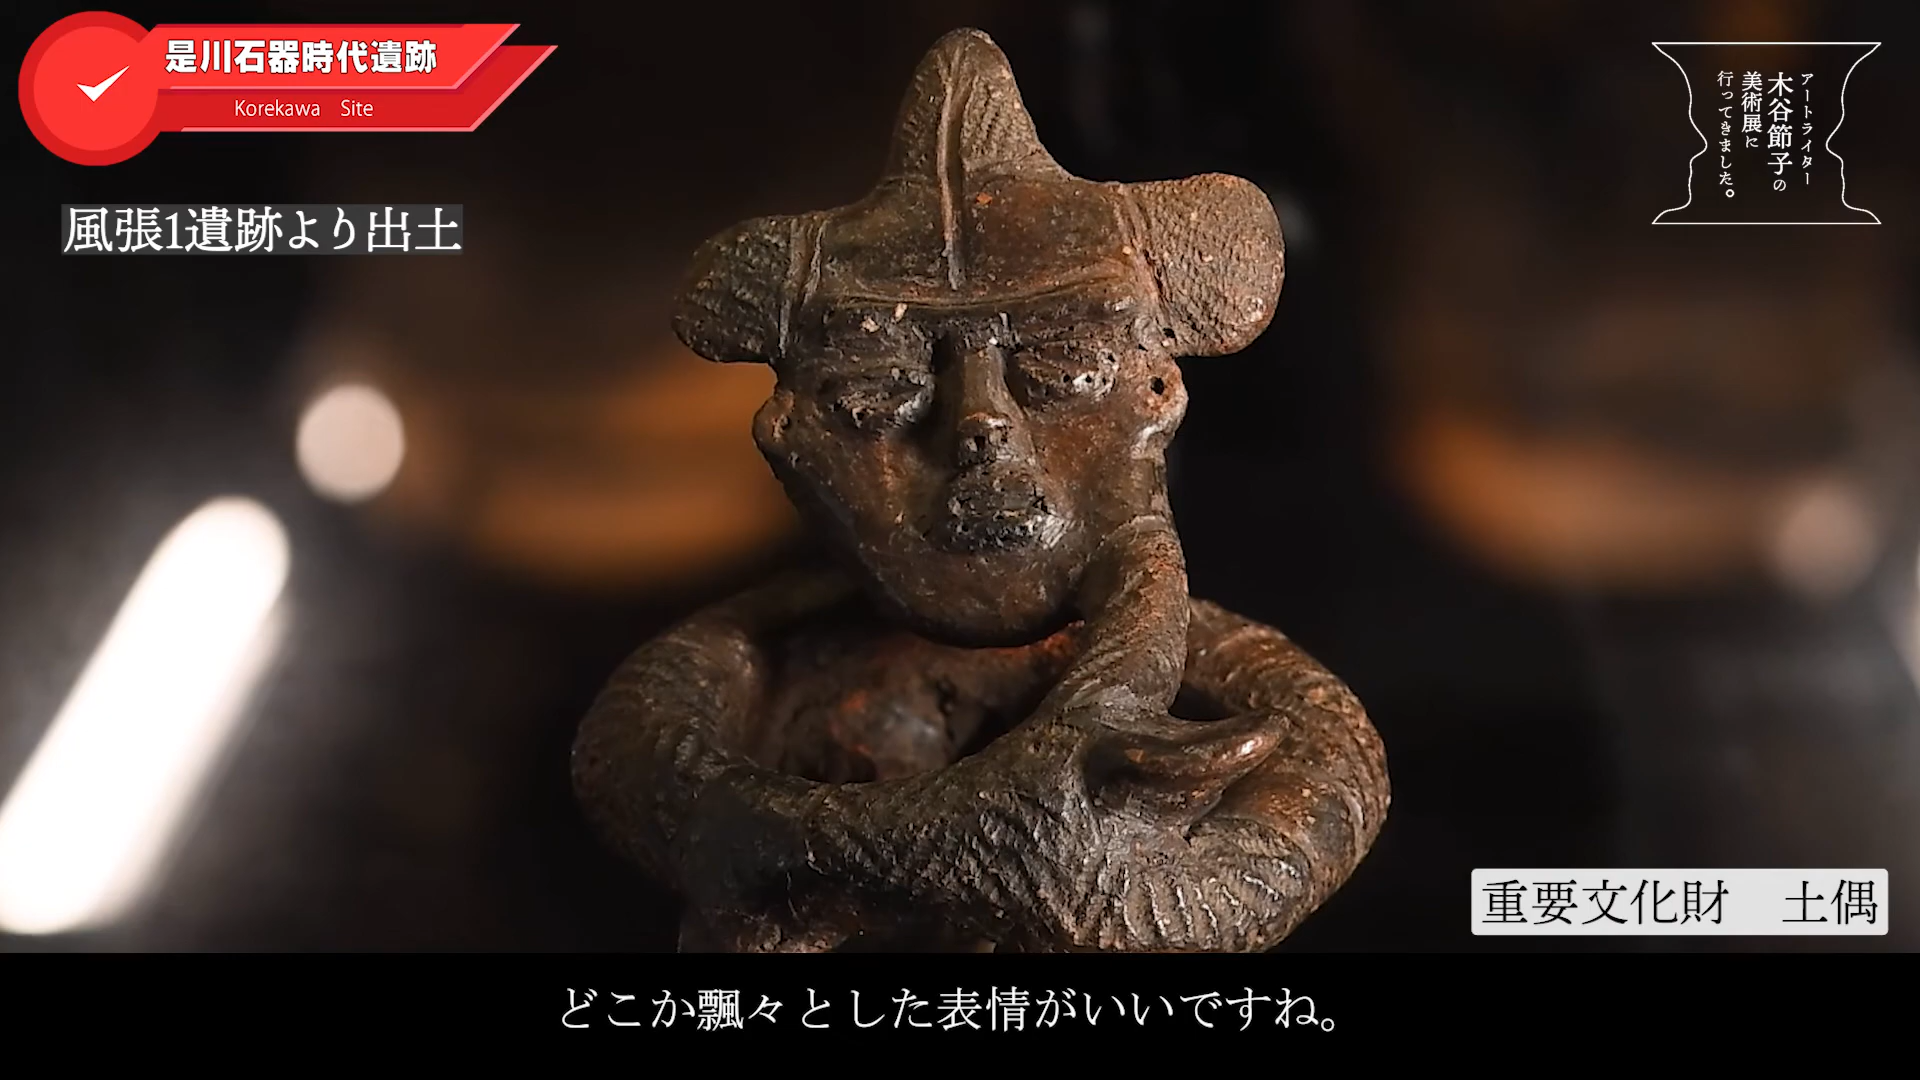 是川石器時代遺跡
Korekawa Site
風張1遺跡より出土
アートライター
木谷節子の
美術展に
行ってきました。
重要文化財 土偶
どこか飄々とした表情がいいですね。